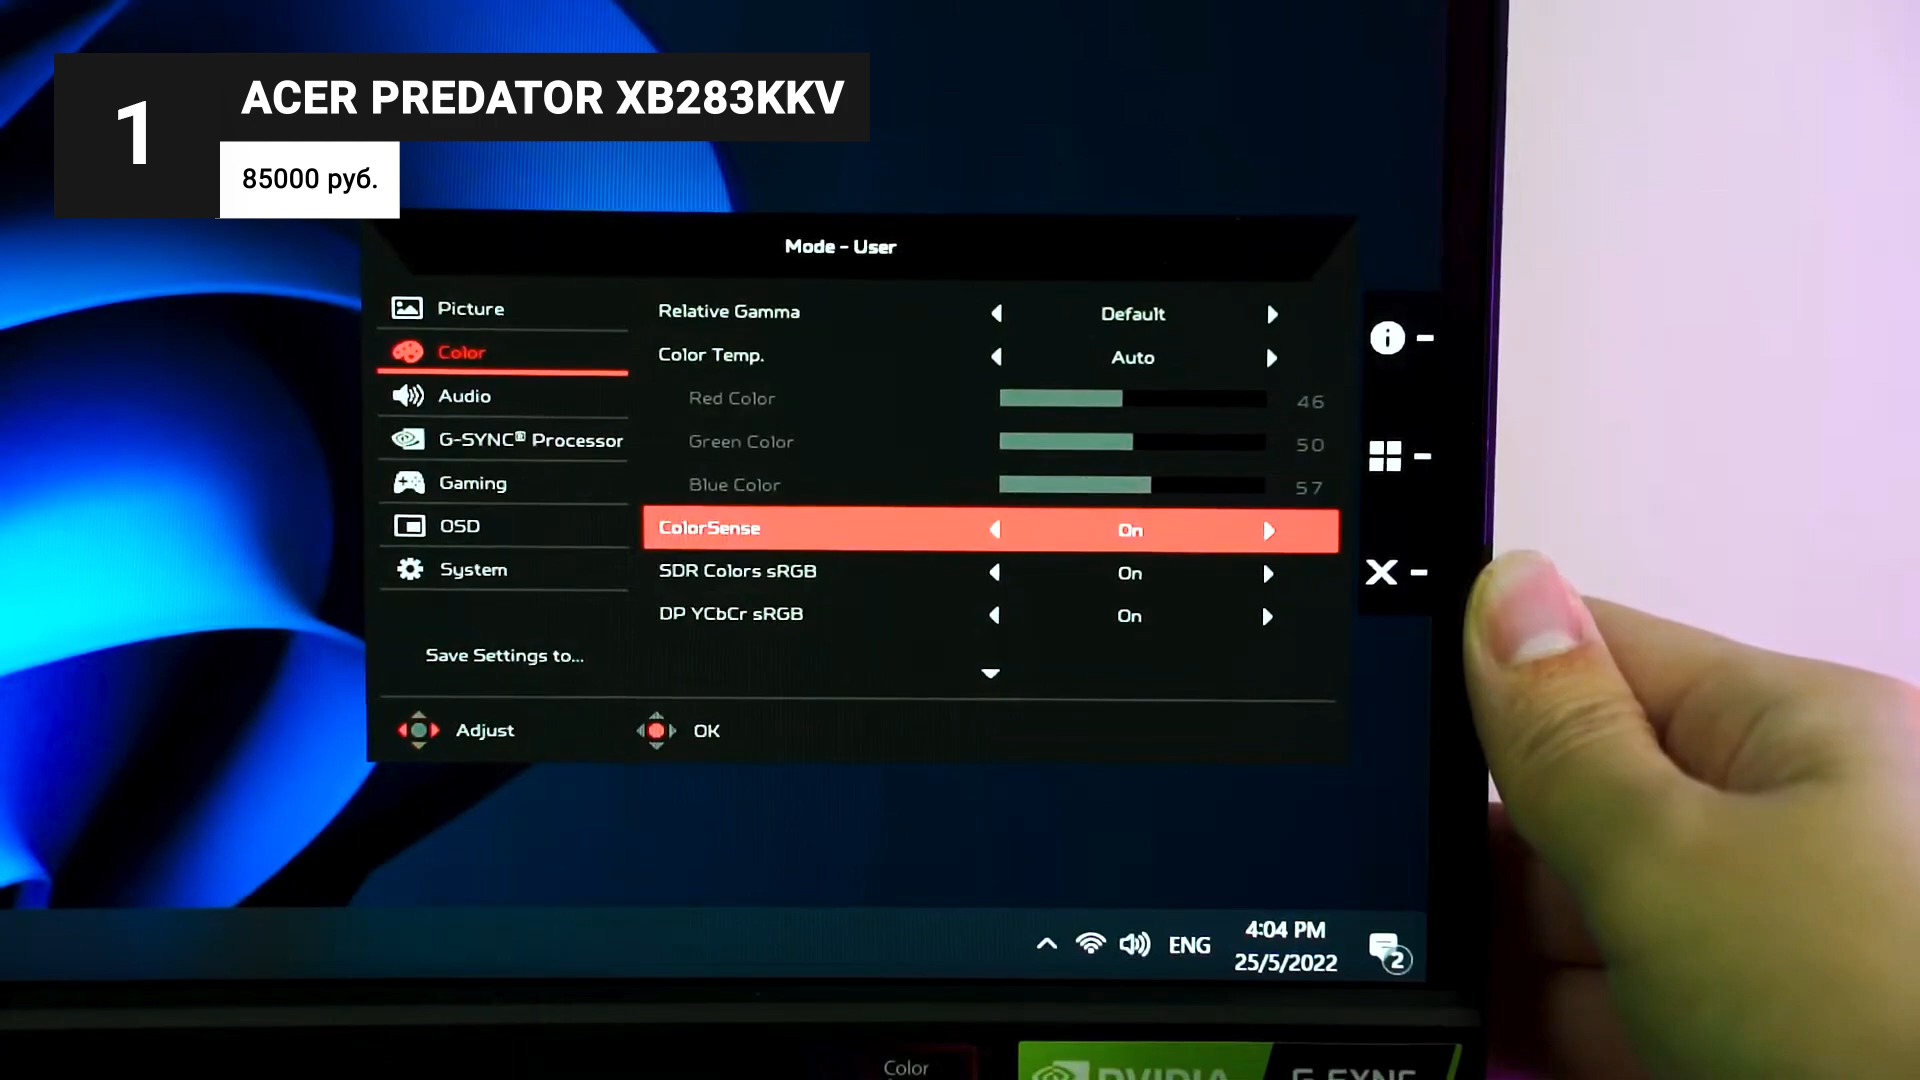 1
ACER PREDATOR XB283KKV
85000 руб.
Mode - User
Picture
Color
Audio
G-SYNC® Processor
Gaming
OSD
System
Save Settings to...
Relative Gamma Default
Color Temp. Auto
Red Color 46
Green Color 50
Blue Color 57
ColorSense On
SDR Colors sRGB On
DP YCbCr sRGB On
Adjust OK
ENG
4:04 PM
25/5/2022
2
Color
NVIDIA G-SYNC